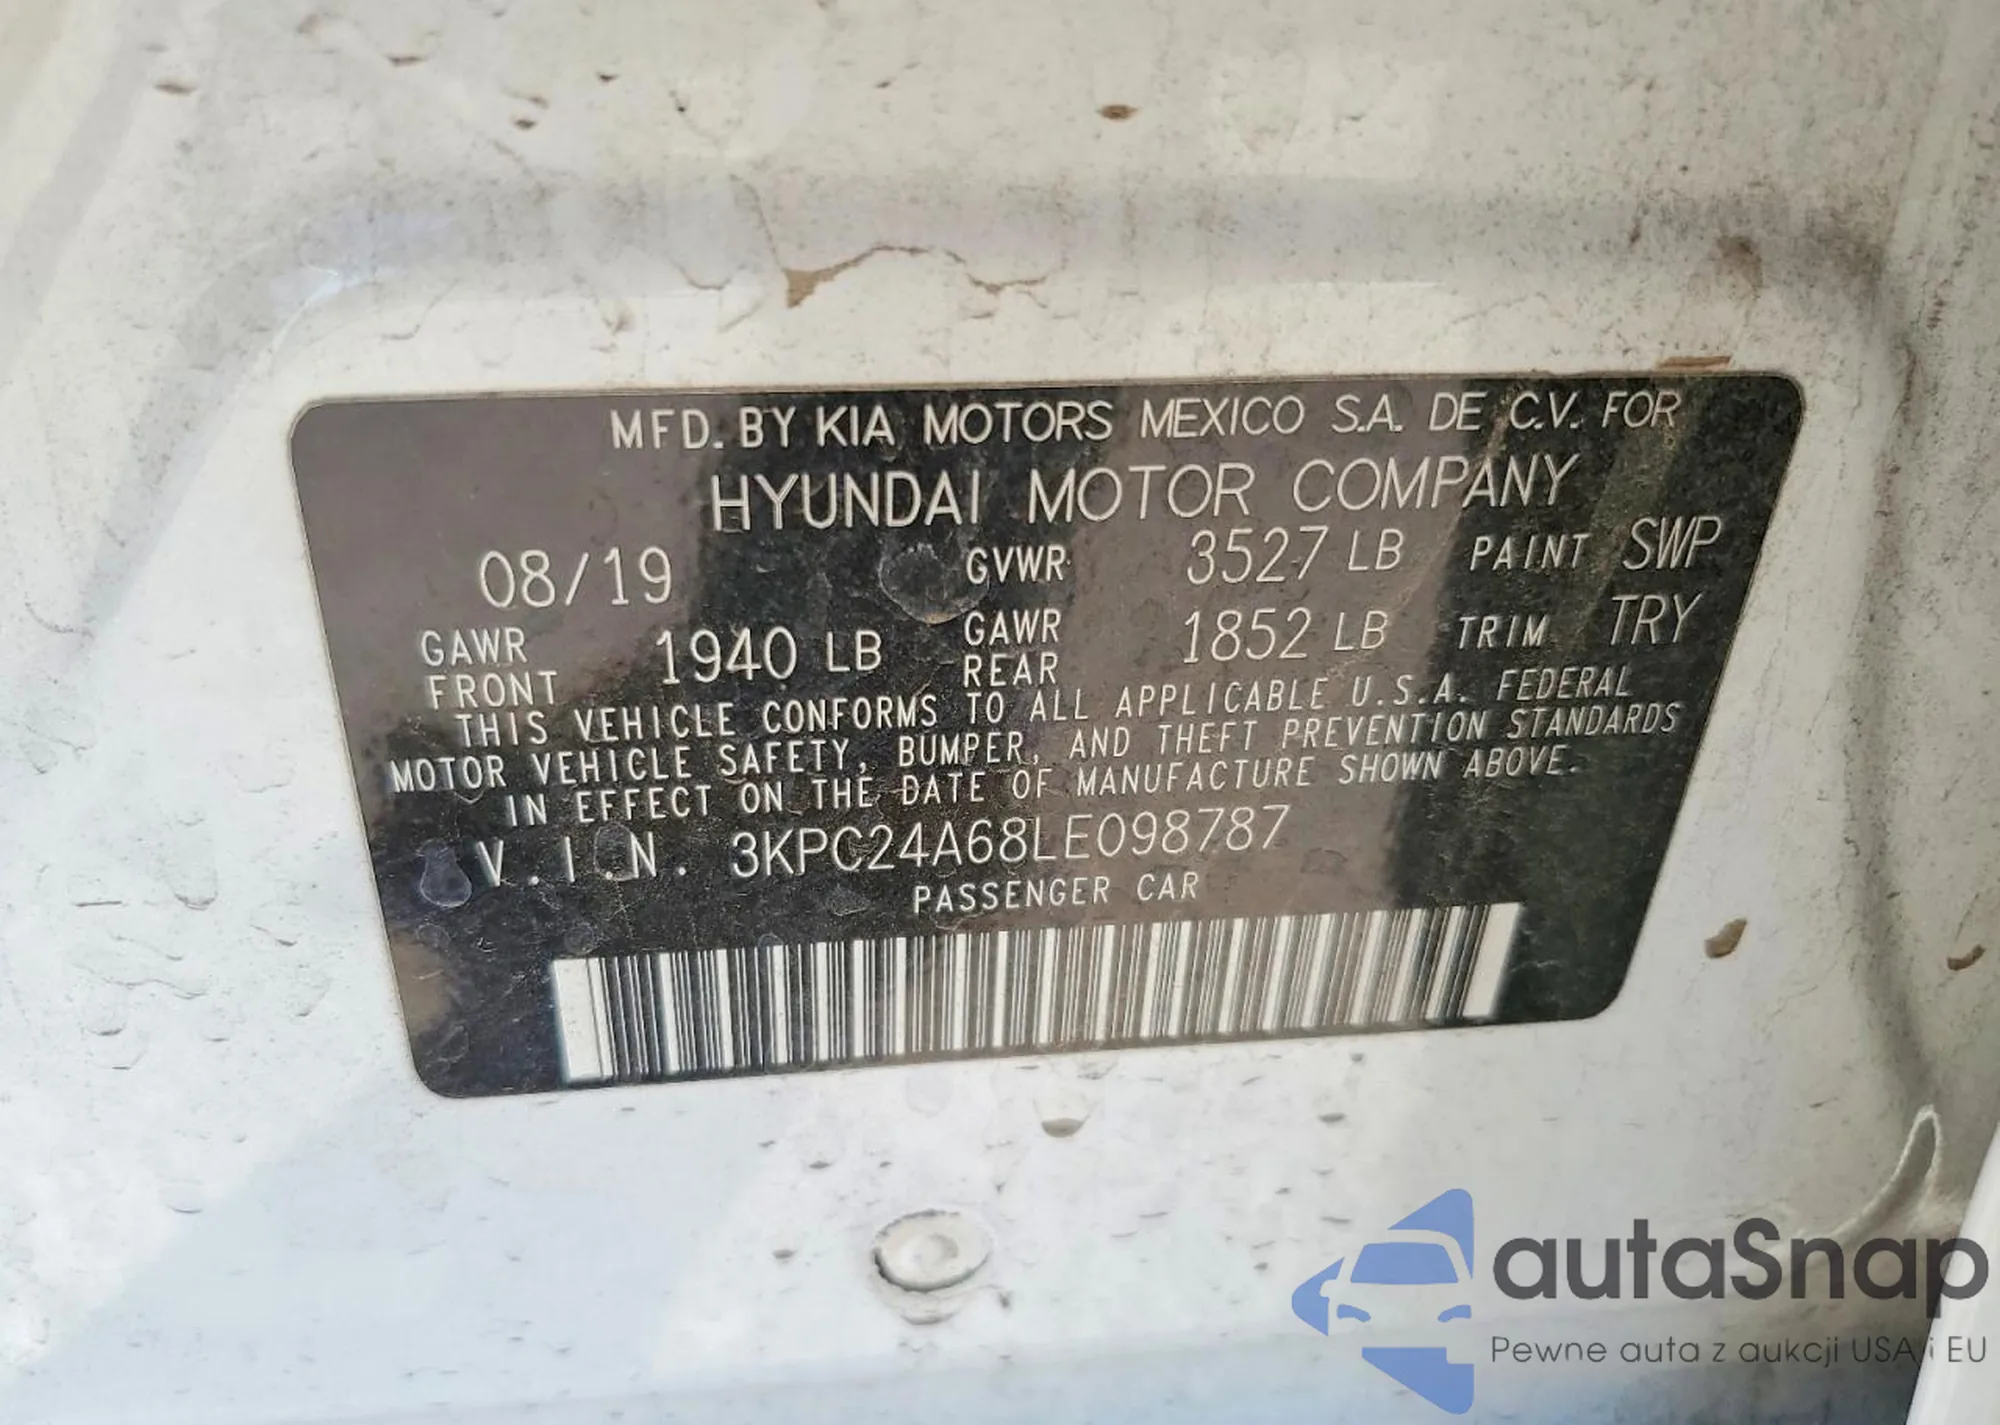 MFD. BY KIA MOTORS MEXICO S.A. DE C.V. FOR
HYUNDAI MOTOR COMPANY
08/19 GVWR 3527 LB PAINT SWP
GAWR FRONT 1940 LB GAWR REAR 1852 LB TRIM TRY
THIS VEHICLE CONFORMS TO ALL APPLICABLE U.S.A. FEDERAL
MOTOR VEHICLE SAFETY, BUMPER, AND THEFT PREVENTION STANDARDS
IN EFFECT ON THE DATE OF MANUFACTURE SHOWN ABOVE.
V.I.N. 3KPC24A68LE098787
PASSENGER CAR
autaSnap
Pewne auta z aukcji USA i EU